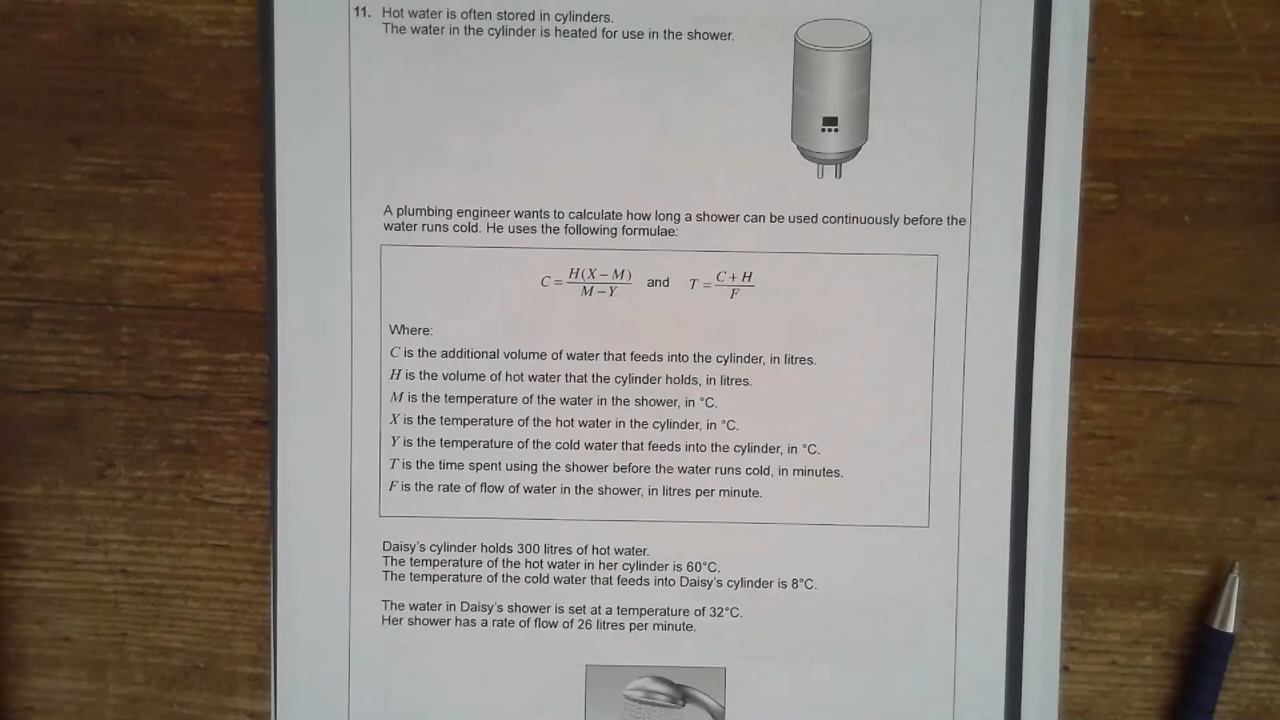 11. Hot water is often stored in cylinders.
The water in the cylinder is heated for use in the shower.
A plumbing engineer wants to calculate how long a shower can be used continuously before the
water runs cold. He uses the following formulae:
C = H(X – M) / M – Y and T = C + H / F
Where:
C is the additional volume of water that feeds into the cylinder, in litres.
H is the volume of hot water that the cylinder holds, in litres.
M is the temperature of the water in the shower, in °C.
X is the temperature of the hot water in the cylinder, in °C.
Y is the temperature of the cold water that feeds into the cylinder, in °C.
T is the time spent using the shower before the water runs cold, in minutes.
F is the rate of flow of water in the shower, in litres per minute.
Daisy's cylinder holds 300 litres of hot water.
The temperature of the hot water in her cylinder is 60°C.
The temperature of the cold water that feeds into Daisy's cylinder is 8°C.
The water in Daisy's shower is set at a temperature of 32°C.
Her shower has a rate of flow of 26 litres per minute.